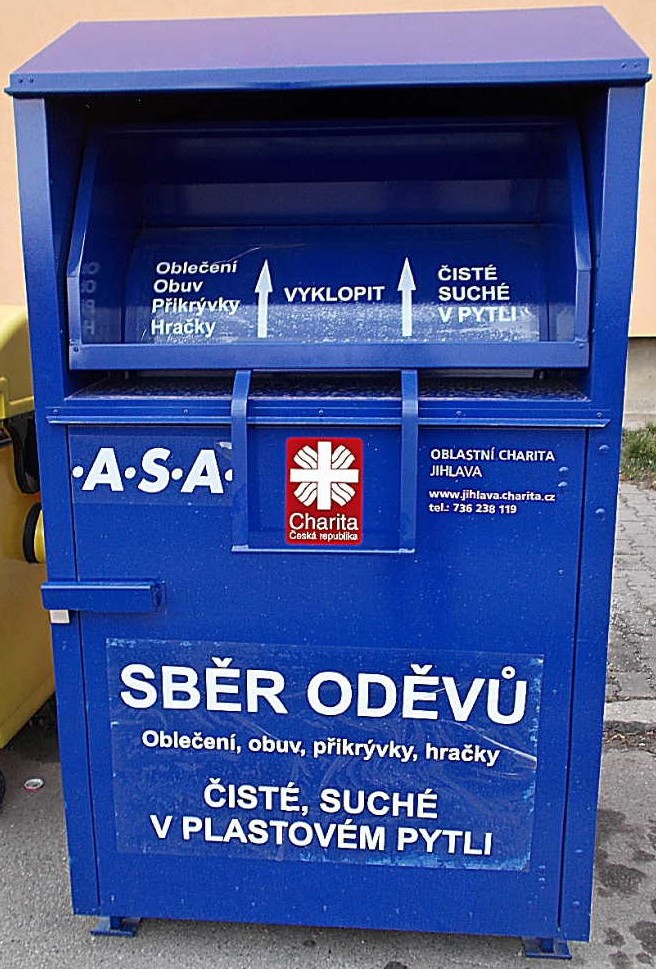 Oblečení
Obuv
Přikrývky
Hračky
VYKLOPIT
ČISTÉ
SUCHÉ
V PYTLI
·A·S·A·
Charita
Česká republika
OBLASTNÍ CHARITA
JIHLAVA
www.jihlava.charita.cz
tel.: 736 238 119
SBĚR ODĚVŮ
Oblečení, obuv, přikrývky, hračky
ČISTÉ, SUCHÉ
V PLASTOVÉM PYTLI